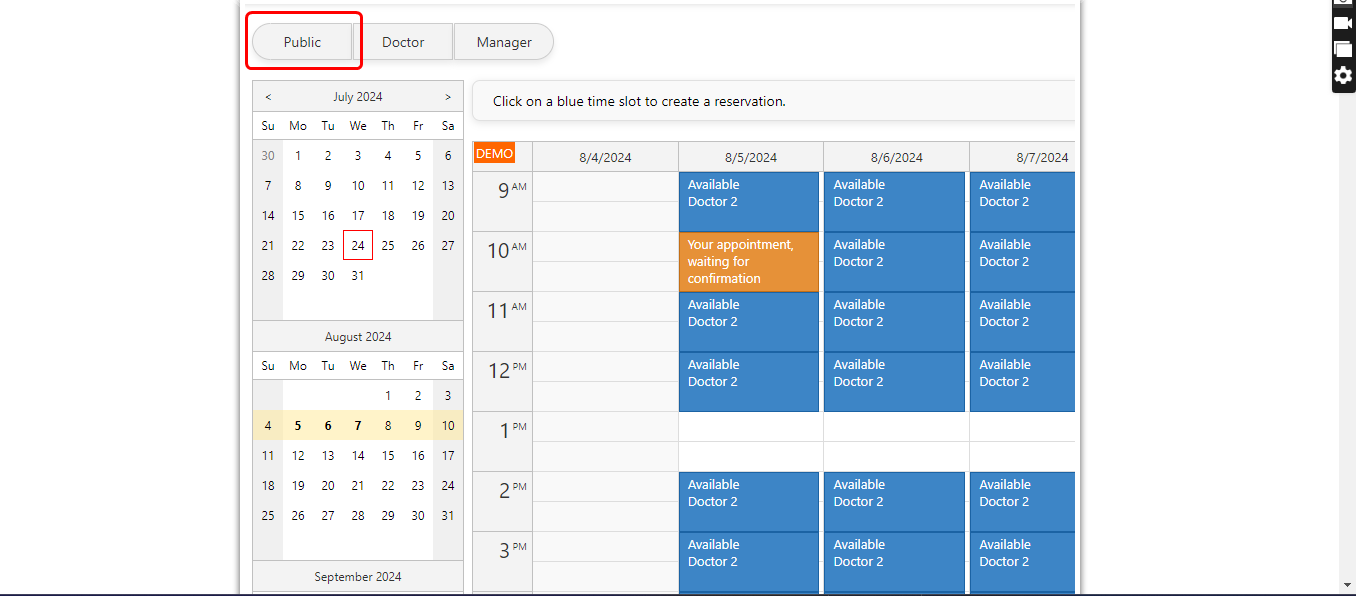 Public Doctor Manager
< July 2024 >
Su Mo Tu We Th Fr Sa
30 1 2 3 4 5 6
7 8 9 10 11 12 13
14 15 16 17 18 19 20
21 22 23 24 25 26 27
28 29 30 31
August 2024
Su Mo Tu We Th Fr Sa
1 2 3
4 5 6 7 8 9 10
11 12 13 14 15 16 17
18 19 20 21 22 23 24
25 26 27 28 29 30 31
September 2024
Click on a blue time slot to create a reservation.
DEMO 8/4/2024 8/5/2024 8/6/2024 8/7/2024
9 AM
Available Available Available
Doctor 2 Doctor 2 Doctor 2
10 AM
Your appointment,
waiting for
confirmation
Available Available
Doctor 2 Doctor 2
11 AM
Available Available Available
Doctor 2 Doctor 2 Doctor 2
12 PM
Available Available Available
Doctor 2 Doctor 2 Doctor 2
1 PM
2 PM
Available Available Available
Doctor 2 Doctor 2 Doctor 2
3 PM
Available Available Available
Doctor 2 Doctor 2 Doctor 2